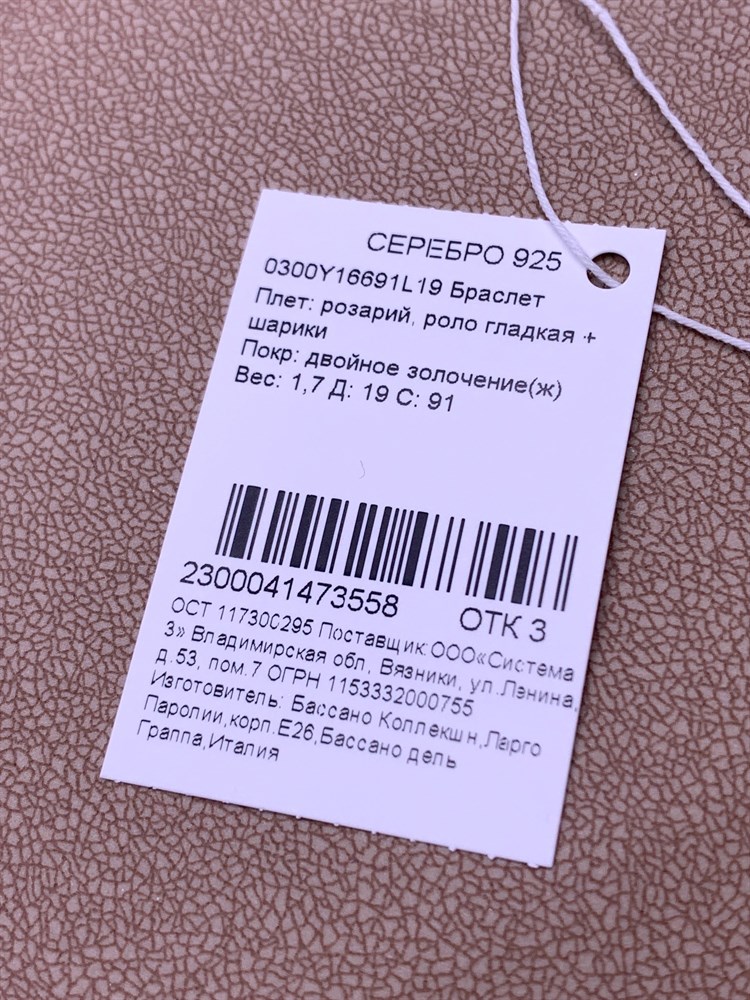 СЕРЕБРО 925
0300Y16691L19 Браслет
Плет: розарий, роло гладкая +
шарики
Покр: двойное золочение(ж)
Вес: 1,7 Д: 19 С: 91
2300041473558
ОТК 3
ОСТ 117300295 Поставщик:ООО«Система
3» Владимирская обл, Вязники, ул.Ленина,
д.53, пом.7 ОГРН 1153332000755
Изготовитель: Бассано Коллекшн,Ларго
Паролии,корп.Е26,Бассано дель
Граппа,Италия